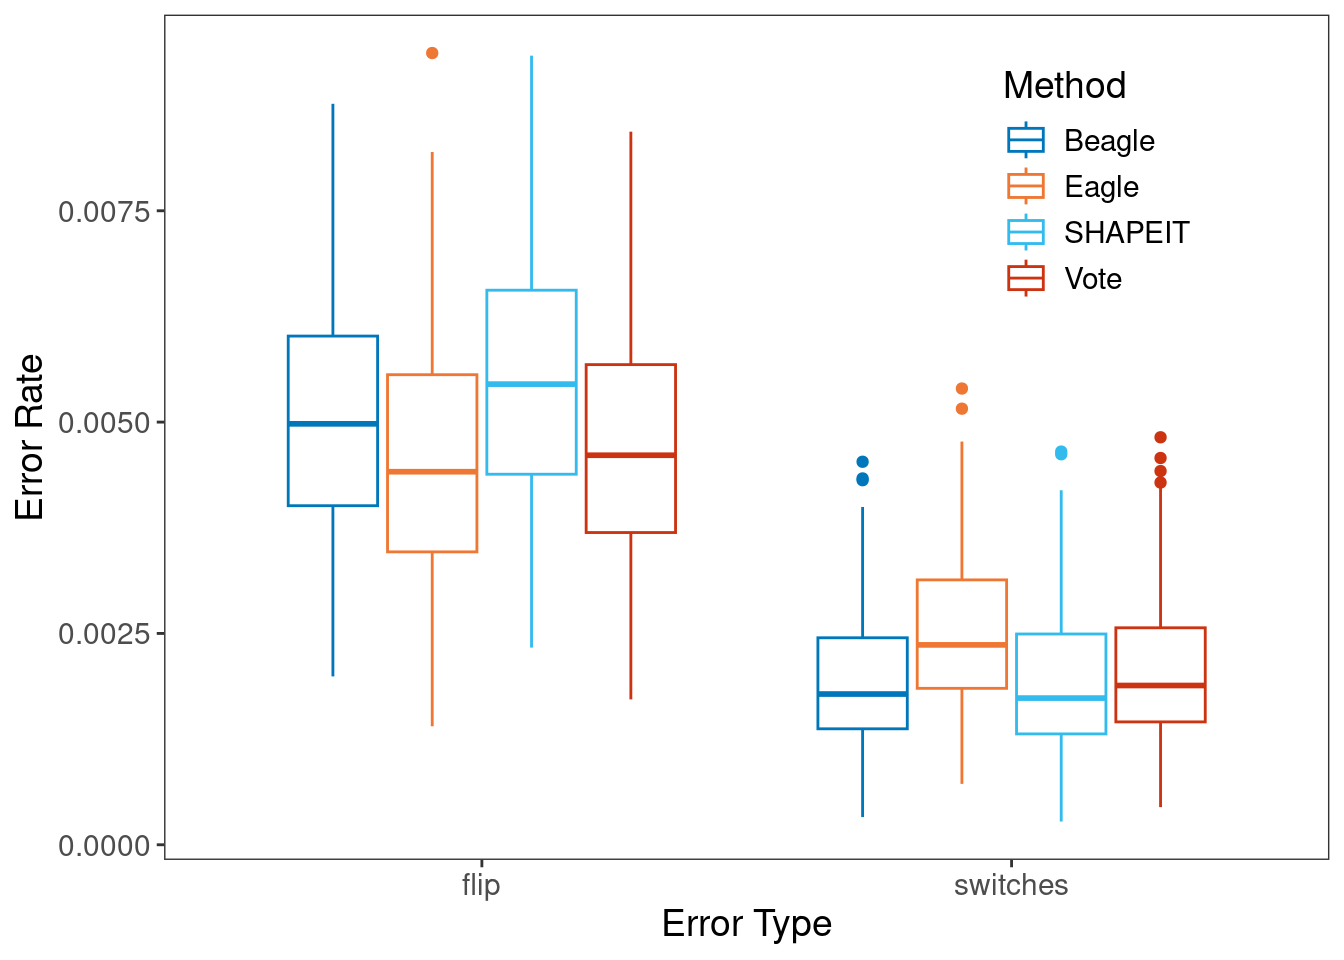 Method
Beagle
Eagle
SHAPEIT
Vote
Error Rate
0.0075
0.0050
0.0025
0.0000
flip
switches
Error Type